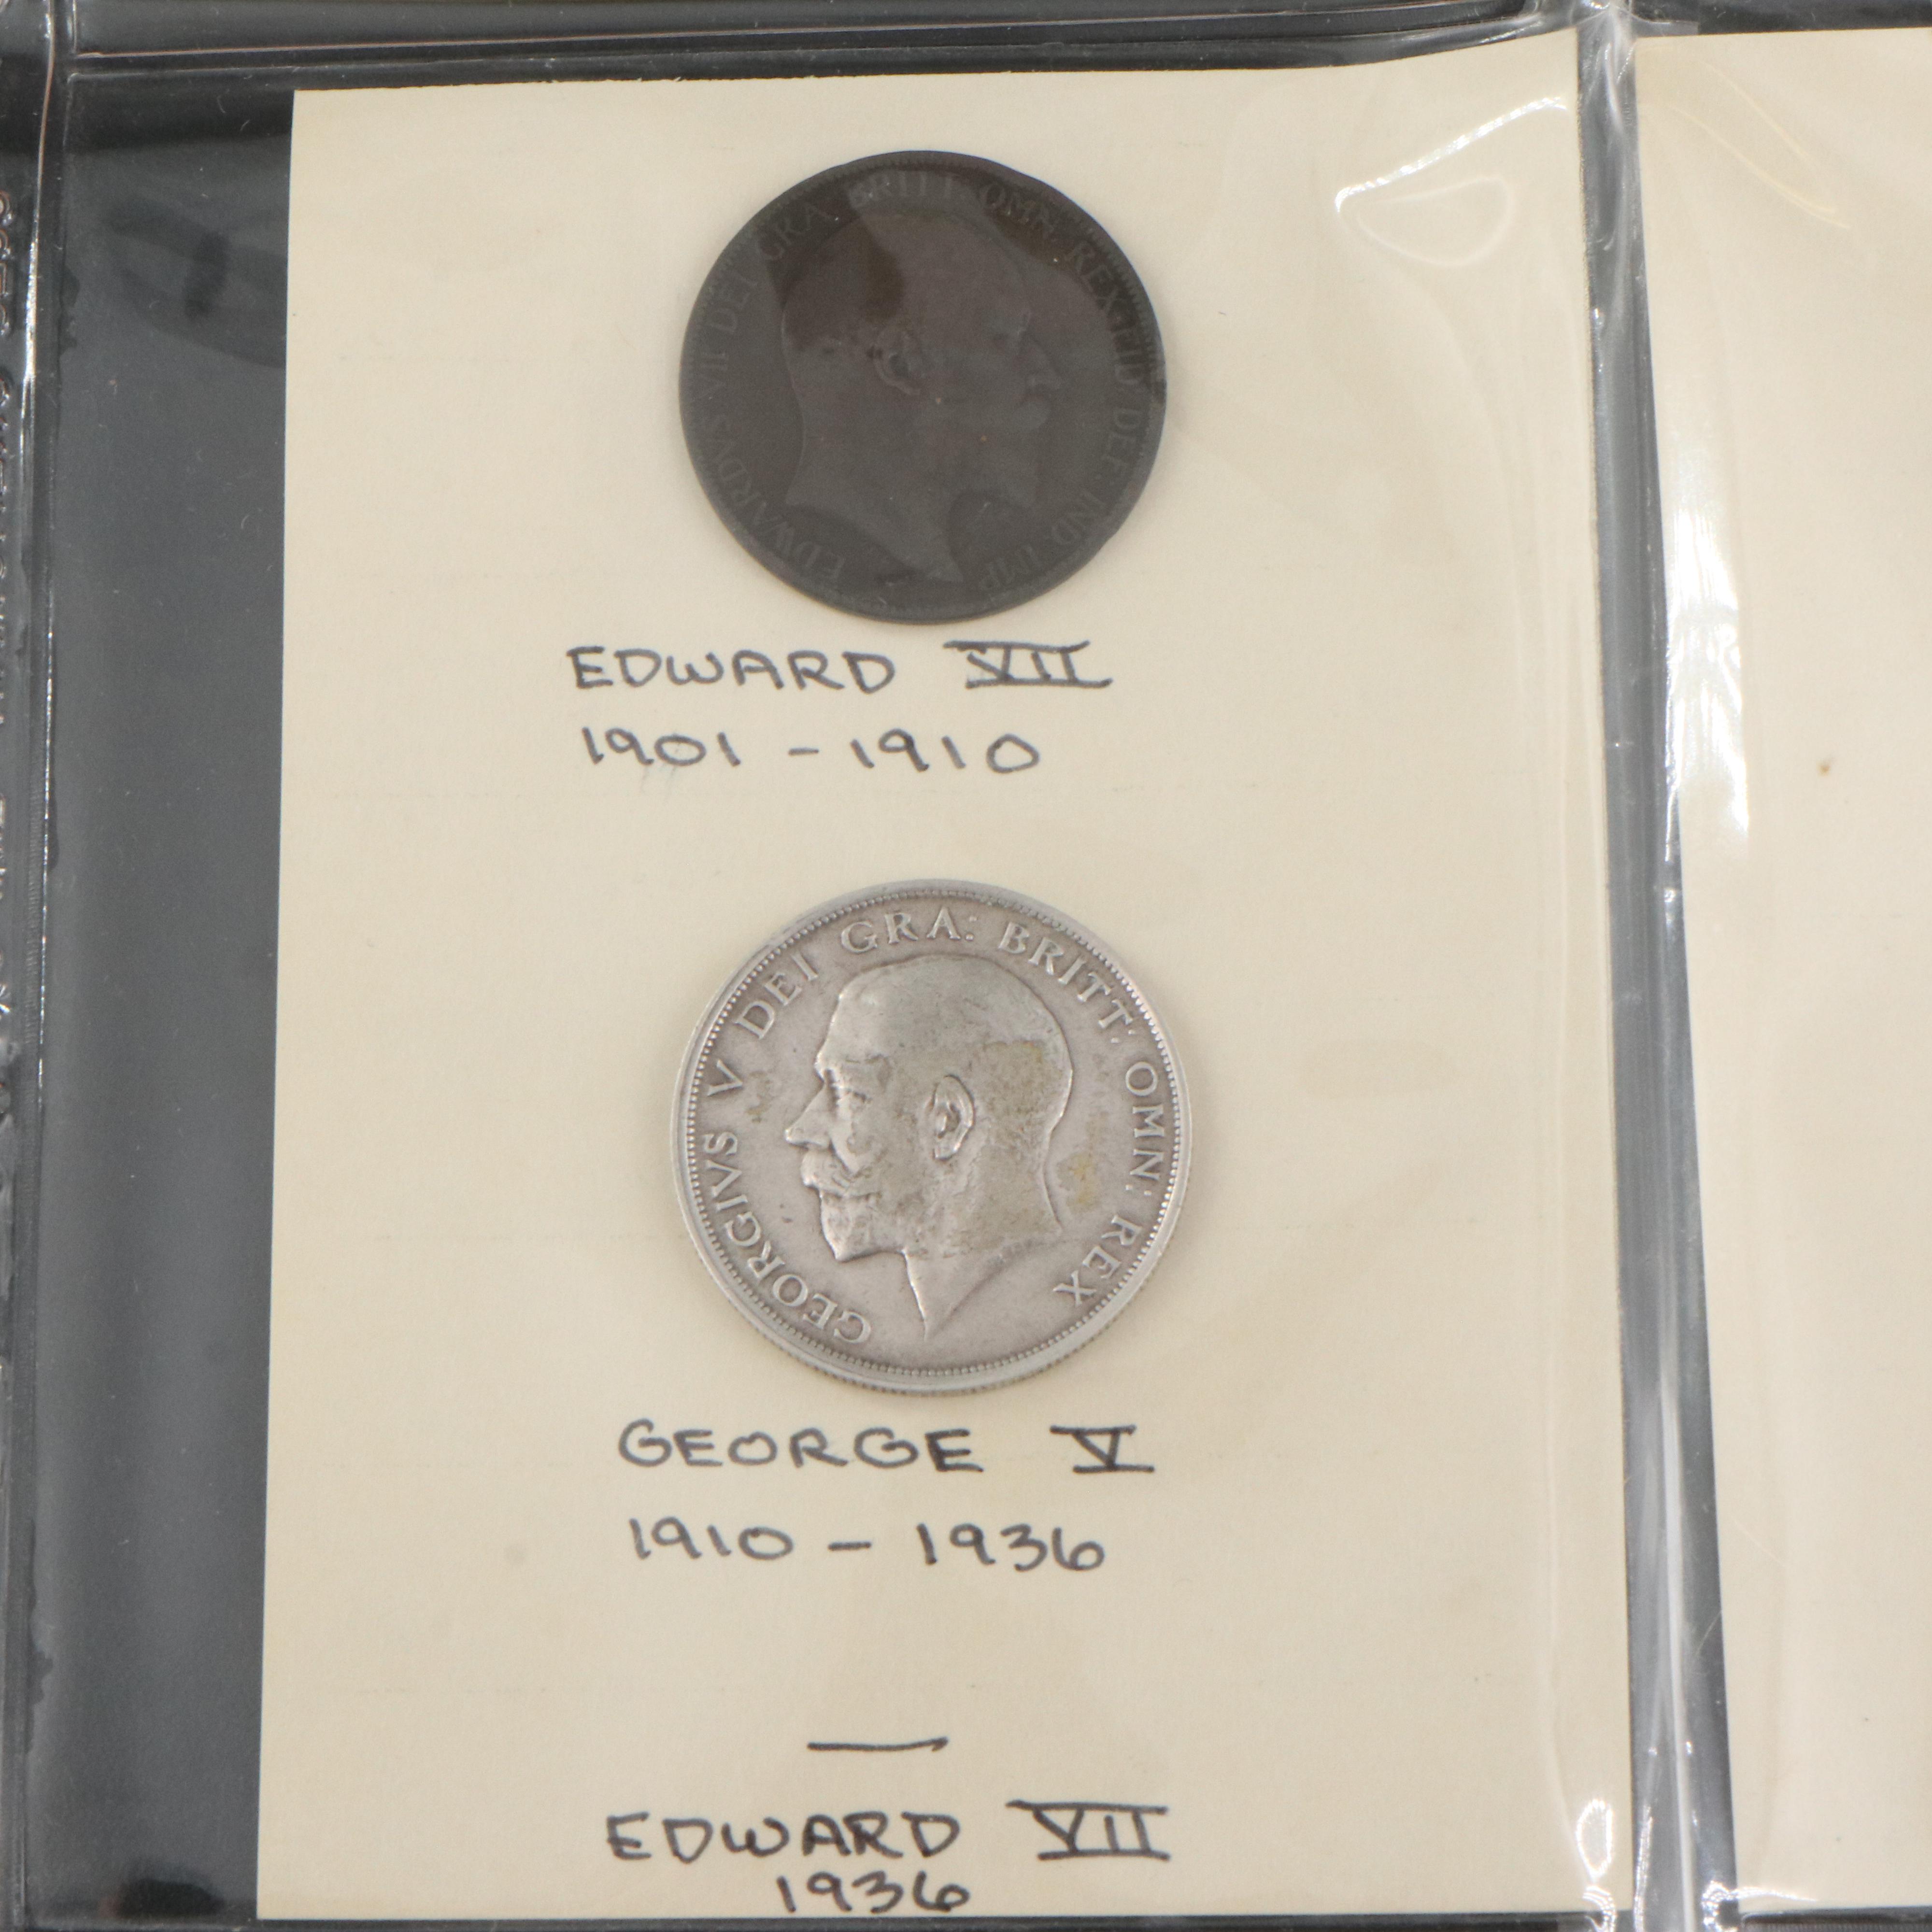 EDWARDVS VII DEI GRA: BRITT: OMN: REX FID: DEF: IND: IMP:
EDWARD VII
1901 - 1910
GEORGIVS V DEI GRA: BRITT: OMN: REX
GEORGE V
1910 - 1936
—
EDWARD VII
1936